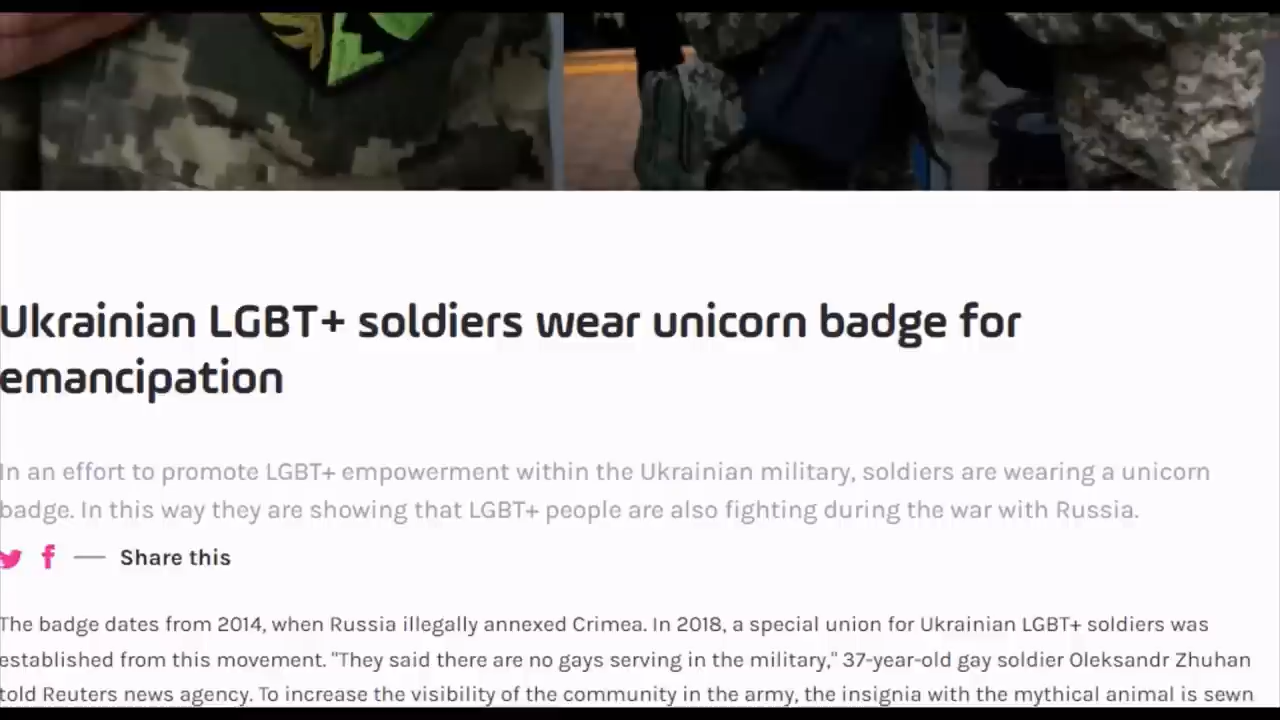 Ukrainian LGBT+ soldiers wear unicorn badge for
emancipation
In an effort to promote LGBT+ empowerment within the Ukrainian military, soldiers are wearing a unicorn
badge. In this way they are showing that LGBT+ people are also fighting during the war with Russia.
Share this
The badge dates from 2014, when Russia illegally annexed Crimea. In 2018, a special union for Ukrainian LGBT+ soldiers was
established from this movement. "They said there are no gays serving in the military," 37-year-old gay soldier Oleksandr Zhuhan
told Reuters news agency. To increase the visibility of the community in the army, the insignia with the mythical animal is sewn